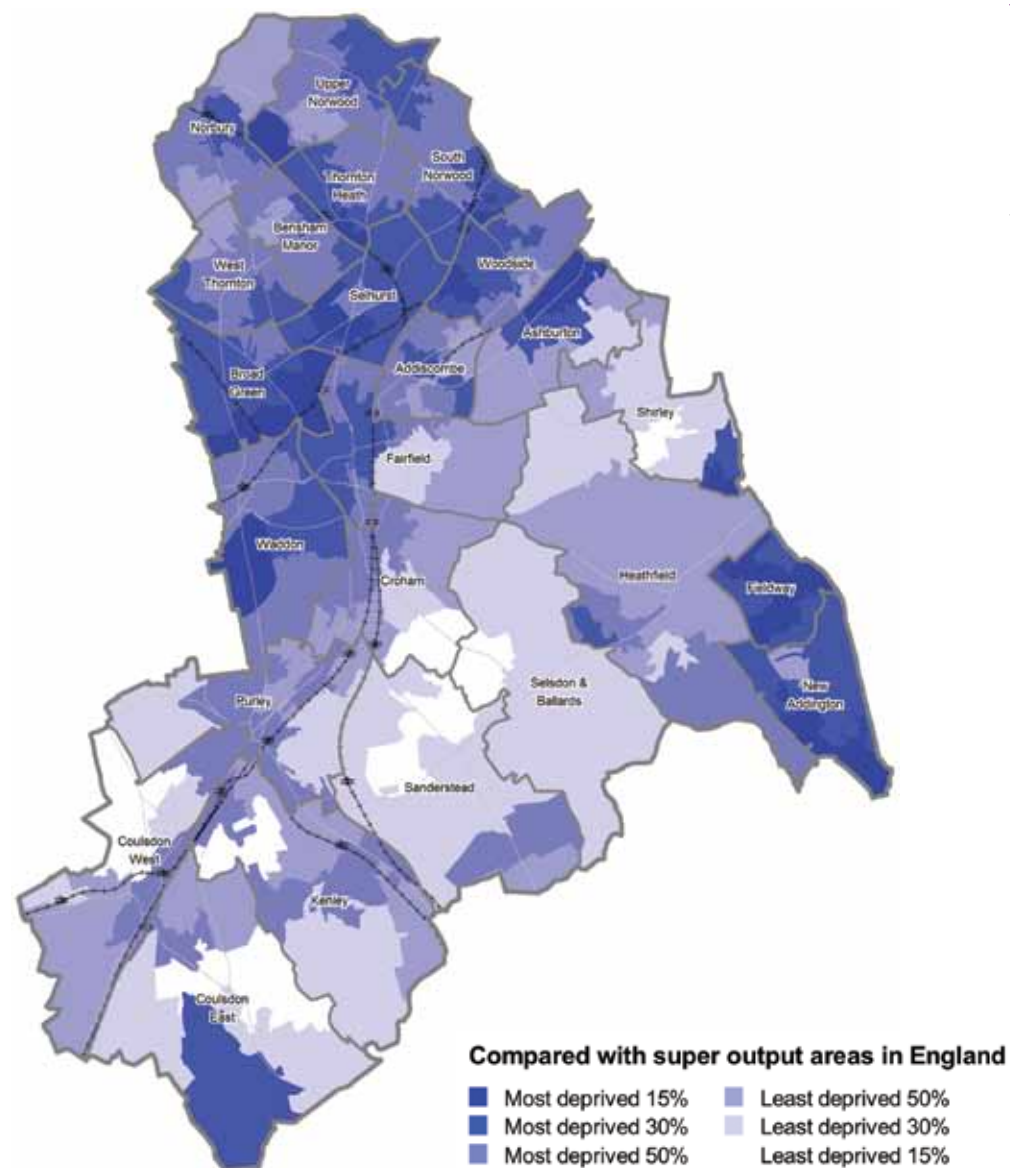 Upper
Norwood
Norbury
South
Norwood
Thornton
Heath
Bensham
Manor
West
Thornton
Woodside
Selhurst
Ashburton
Addiscombe
Broad
Green
Shirley
Fairfield
Waddon
Croham
Heathfield
Fieldway
New
Addington
Selsdon &
Ballards
Purley
Sanderstead
Coulsdon
West
Kenley
Coulsdon
East
Compared with super output areas in England
Most deprived 15%
Most deprived 30%
Most deprived 50%
Least deprived 50%
Least deprived 30%
Least deprived 15%